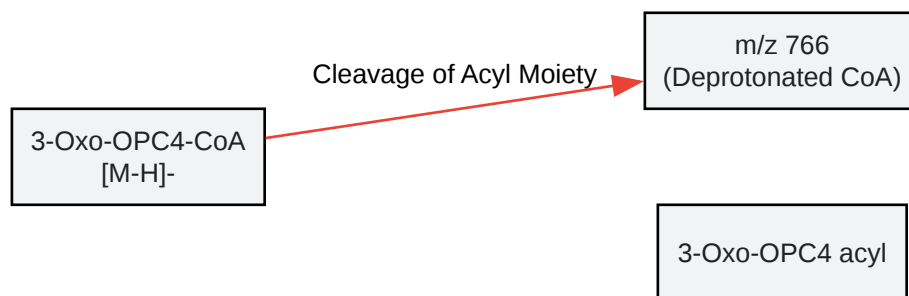 m/z 766
(Deprotonated CoA)
Cleavage of Acyl Moiety
3-Oxo-OPC4-CoA
[M-H]-
3-Oxo-OPC4 acyl